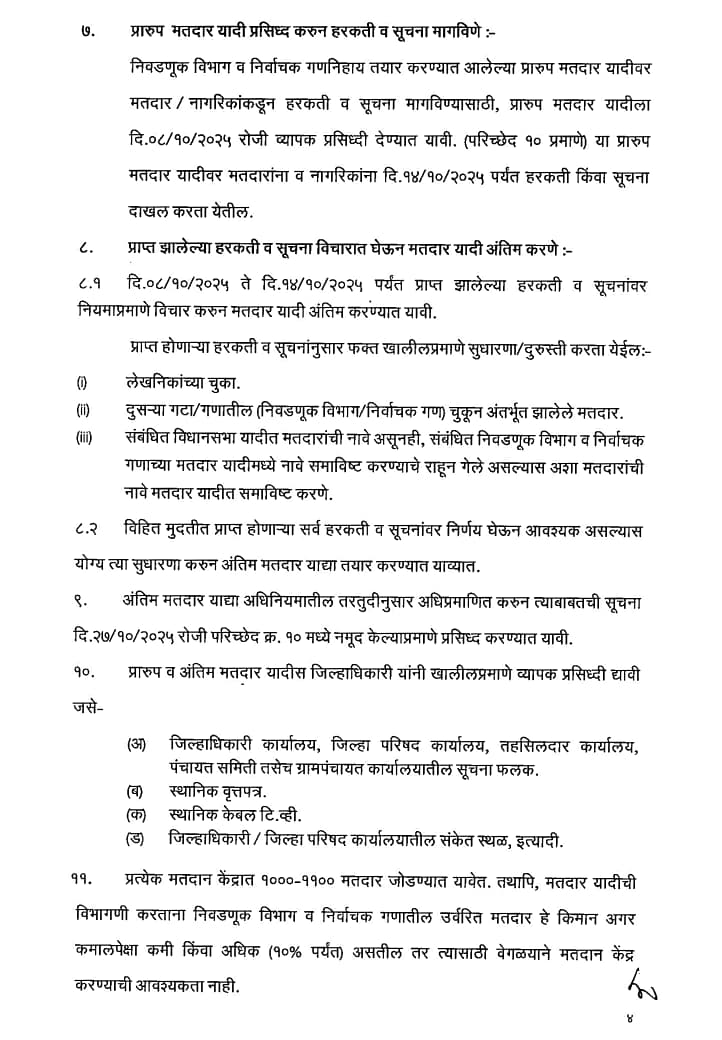 ७. प्रारुप मतदार यादी प्रसिध्द करुन हरकती व सूचना मागविणे :-
निवडणूक विभाग व निर्वाचक गणनिहाय तयार करण्यात आलेल्या प्रारुप मतदार यादीवर
मतदार / नागरिकांकडून हरकती व सूचना मागविण्यासाठी, प्रारुप मतदार यादीला
दि.०८/१०/२०२५ रोजी व्यापक प्रसिध्दी देण्यात यावी. (परिच्छेद १० प्रमाणे) या प्रारुप
मतदार यादीवर मतदारांना व नागरिकांना दि.१४/१०/२०२५ पर्यंत हरकती किंवा सूचना
दाखल करता येतील.
८. प्राप्त झालेल्या हरकती व सूचना विचारात घेऊन मतदार यादी अंतिम करणे :-
८.१ दि.०८/१०/२०२५ ते दि.१४/१०/२०२५ पर्यंत प्राप्त झालेल्या हरकती व सूचनांवर
नियमाप्रमाणे विचार करुन मतदार यादी अंतिम करण्यात यावी.
प्राप्त होणाऱ्या हरकती व सूचनांनुसार फक्त खालीलप्रमाणे सुधारणा/दुरुस्ती करता येईल:-
(i) लेखनिकांच्या चुका.
(ii) दुसऱ्या गटा/गणातील (निवडणूक विभाग/निर्वाचक गण) चुकून अंतर्भूत झालेले मतदार.
(iii) संबंधित विधानसभा यादीत मतदारांची नावे असूनही, संबंधित निवडणूक विभाग व निर्वाचक
गणाच्या मतदार यादीमध्ये नावे समाविष्ट करण्याचे राहून गेले असल्यास अशा मतदारांची
नावे मतदार यादीत समाविष्ट करणे.
८.२ विहित मुदतीत प्राप्त होणाऱ्या सर्व हरकती व सूचनांवर निर्णय घेऊन आवश्यक असल्यास
योग्य त्या सुधारणा करुन अंतिम मतदार याद्या तयार करण्यात याव्यात.
९. अंतिम मतदार याद्या अधिनियमातील तरतुदीनुसार अधिप्रमाणित करुन त्याबाबतची सूचना
दि.२७/१०/२०२५ रोजी परिच्छेद क्र. १० मध्ये नमूद केल्याप्रमाणे प्रसिध्द करण्यात यावी.
१०. प्रारुप व अंतिम मतदार यादीस जिल्हाधिकारी यांनी खालीलप्रमाणे व्यापक प्रसिध्दी द्यावी
जसे-
(अ) जिल्हाधिकारी कार्यालय, जिल्हा परिषद कार्यालय, तहसिलदार कार्यालय,
पंचायत समिती तसेच ग्रामपंचायत कार्यालयातील सूचना फलक.
(ब) स्थानिक वृत्तपत्र.
(क) स्थानिक केबल टि.व्ही.
(ड) जिल्हाधिकारी / जिल्हा परिषद कार्यालयातील संकेत स्थळ, इत्यादी.
११. प्रत्येक मतदान केंद्रात १०००-११०० मतदार जोडण्यात यावेत. तथापि, मतदार यादीची
विभागणी करताना निवडणूक विभाग व निर्वाचक गणातील उर्वरित मतदार हे किमान अगर
कमालपेक्षा कमी किंवा अधिक (१०% पर्यंत) असतील तर त्यासाठी वेगळयाने मतदान केंद्र
करण्याची आवश्यकता नाही.
४